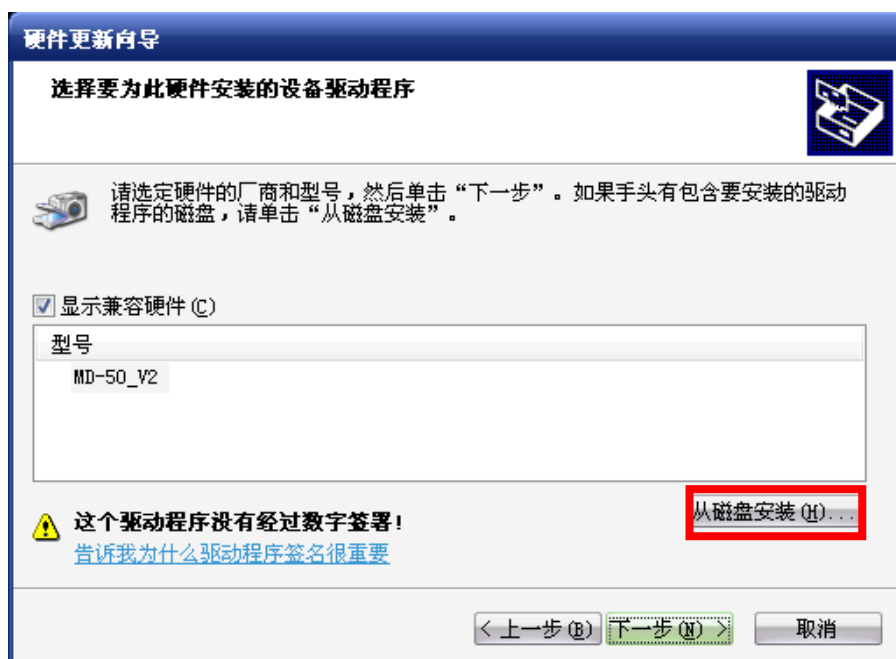 硬件更新向导
选择要为此硬件安装的设备驱动程序
请选定硬件的厂商和型号，然后单击“下一步”。如果手头有包含要安装的驱动
程序的磁盘，请单击“从磁盘安装”。
显示兼容硬件(C)
型号
MD-50_V2
这个驱动程序没有经过数字签署!
告诉我为什么驱动程序签名很重要
从磁盘安装(H)...
< 上一步(B) 下一步(N) > 取消